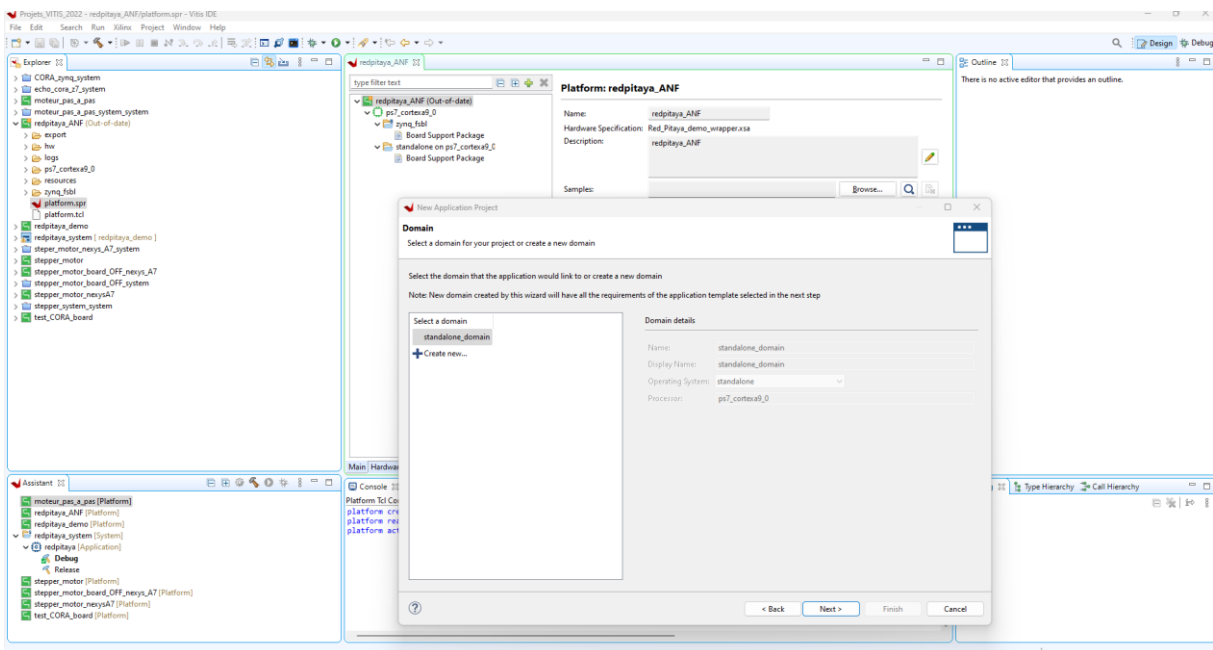 Projets_VITIS_2022 - redpitaya_ANF/platform.spr - Vitis IDE
File Edit Search Run Xilinx Project Window Help
Design Debug
Explorer
CORA_zynq_system
echo_cora_z7_system
moteur_pas_a_pas
moteur_pas_a_pas_system_system
redpitaya_ANF (Out-of-date)
export
hw
logs
ps7_cortexa9_0
resources
zynq_fsbl
platform.spr
platform.tcl
redpitaya_demo
redpitaya_system [ redpitaya_demo ]
steper_motor_nexys_A7_system
stepper_motor
stepper_motor_board_OFF_nexys_A7
stepper_motor_board_OFF_system
stepper_motor_nexysA7
stepper_system_system
test_CORA_board
redpitaya_ANF
type filter text
redpitaya_ANF (Out-of-date)
ps7_cortexa9_0
zynq_fsbl
Board Support Package
standalone on ps7_cortexa9_0
Board Support Package
Platform: redpitaya_ANF
Name: redpitaya_ANF
Hardware Specification: Red_Pitaya_demo_wrapper.xsa
Description: redpitaya_ANF
Samples: Browse...
Outline
There is no active editor that provides an outline.
New Application Project
Domain
Select a domain for your project or create a new domain
Select the domain that the application would link to or create a new domain
Note: New domain created by this wizard will have all the requirements of the application template selected in the next step
Select a domain
standalone_domain
Create new...
Domain details
Name: standalone_domain
Display Name: standalone_domain
Operating System: standalone
Processor: ps7_cortexa9_0
< Back Next > Finish Cancel
Main Hardwa
Assistant
moteur_pas_a_pas [Platform]
redpitaya_ANF [Platform]
redpitaya_demo [Platform]
redpitaya_system [System]
redpitaya [Application]
Debug
Release
stepper_motor [Platform]
stepper_motor_board_OFF_nexys_A7 [Platform]
stepper_motor_nexysA7 [Platform]
test_CORA_board [Platform]
Console
Platform Tcl Co
platform cre
platform rea
platform act
Type Hierarchy Call Hierarchy